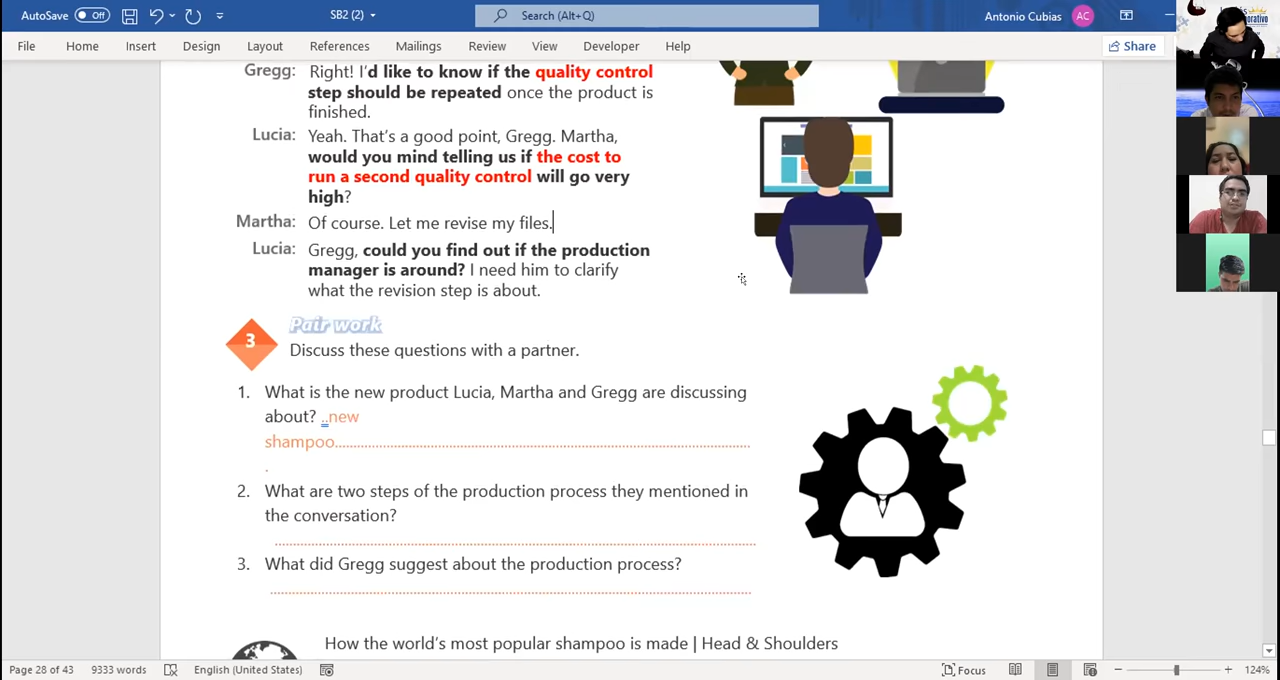 AutoSave Off SB2 (2) Search (Alt+Q) Antonio Cubias AC
File Home Insert Design Layout References Mailings Review View Developer Help Share
Gregg: Right! I'd like to know if the quality control
step should be repeated once the product is
finished.
Lucia: Yeah. That's a good point, Gregg. Martha,
would you mind telling us if the cost to
run a second quality control will go very
high?
Martha: Of course. Let me revise my files.
Lucia: Gregg, could you find out if the production
manager is around? I need him to clarify
what the revision step is about.
3 Pair work
Discuss these questions with a partner.
1. What is the new product Lucia, Martha and Gregg are discussing
about? ..new
shampoo...............................................................................................
.
2. What are two steps of the production process they mentioned in
the conversation?
3. What did Gregg suggest about the production process?
How the world's most popular shampoo is made | Head & Shoulders
Page 28 of 43 9333 words English (United States) Focus 124%